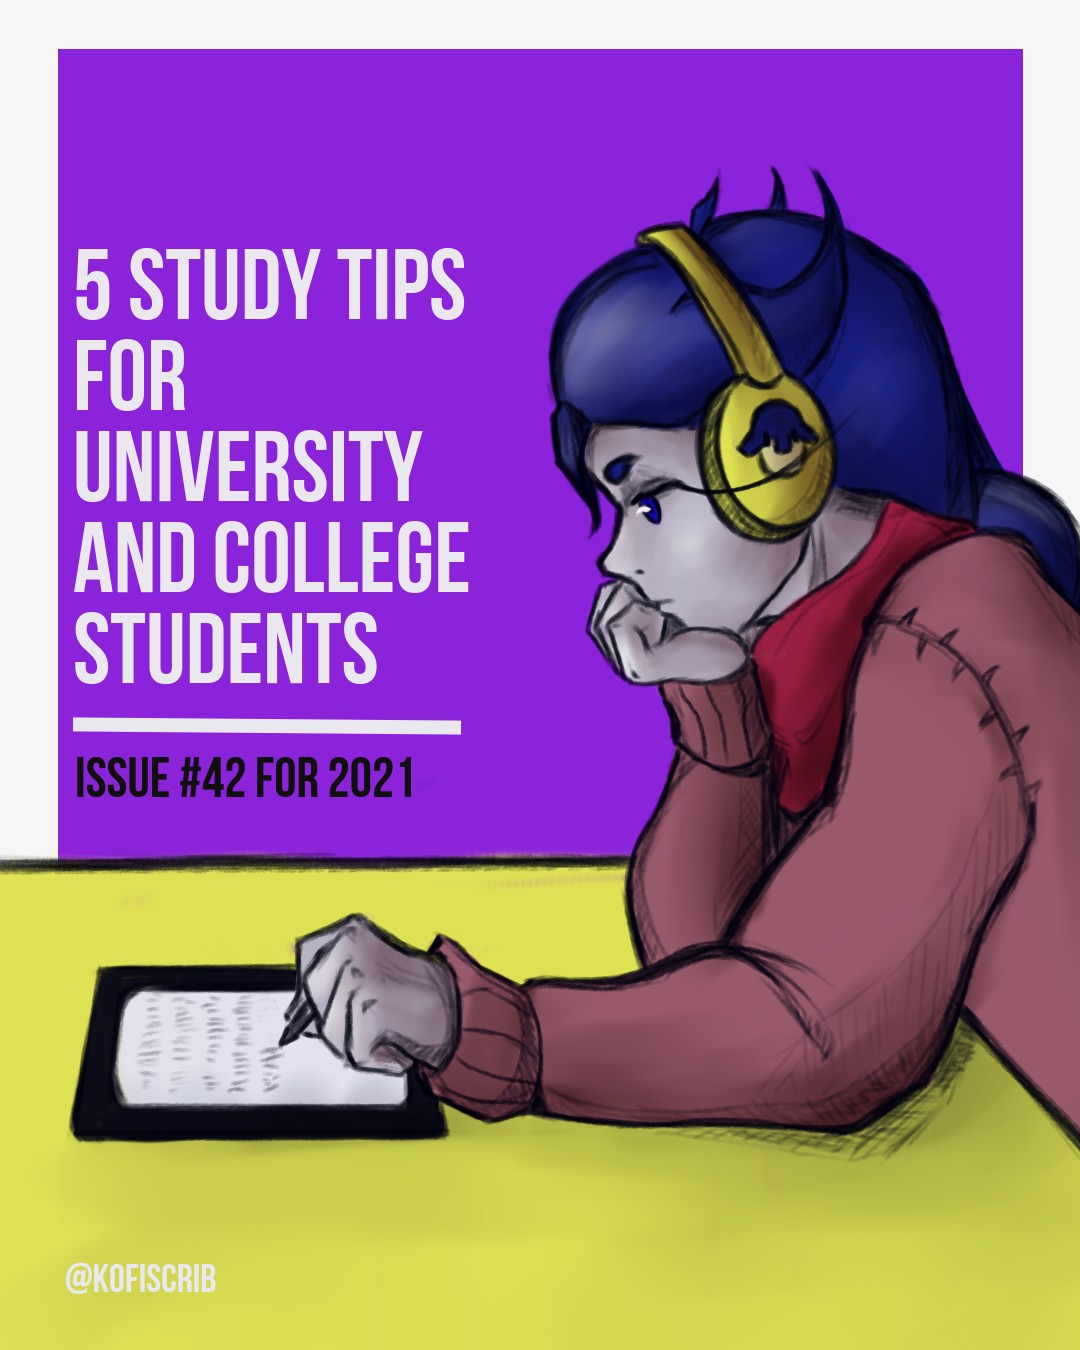 5 STUDY TIPS
FOR
UNIVERSITY
AND COLLEGE
STUDENTS
ISSUE #42 FOR 2021
@KOFISCRIB